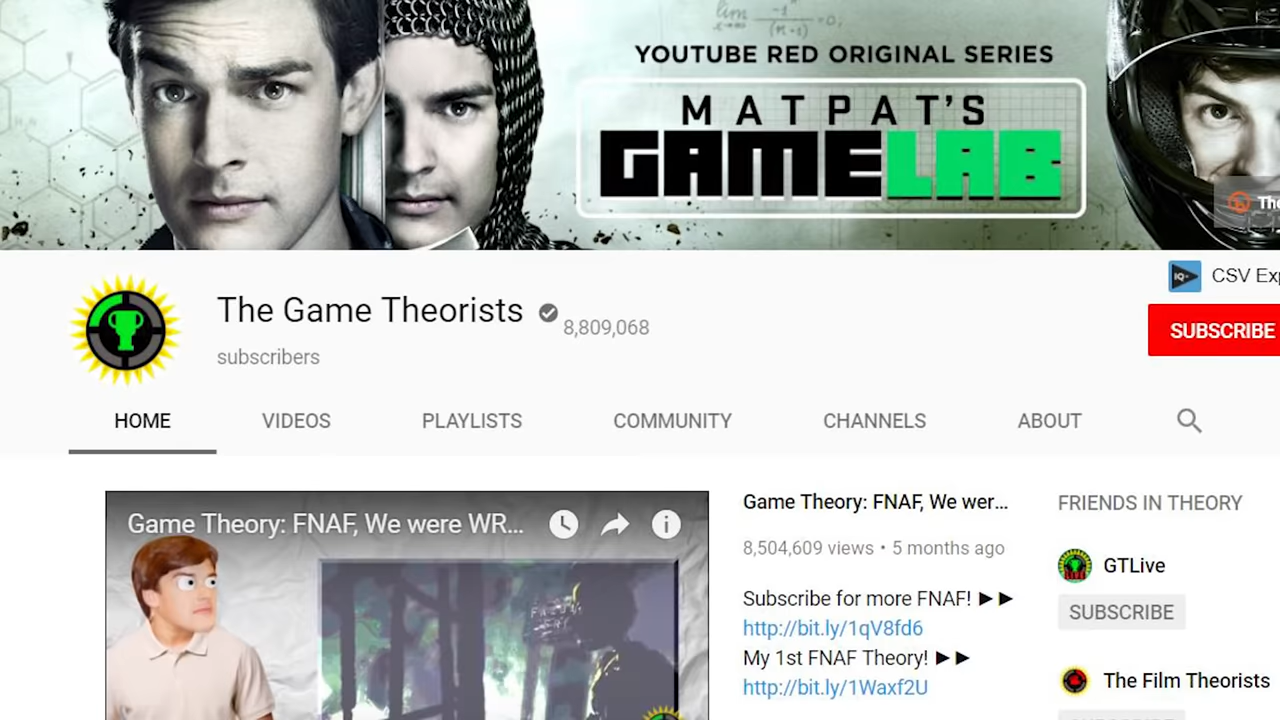 YOUTUBE RED ORIGINAL SERIES
MATPAT'S
GAMELAB
The
CSV Exp
The Game Theorists
8,809,068
subscribers
SUBSCRIBE
HOME
VIDEOS
PLAYLISTS
COMMUNITY
CHANNELS
ABOUT
Game Theory: FNAF, We were WR...
Game Theory: FNAF, We wer...
8,504,609 views • 5 months ago
Subscribe for more FNAF! ►►
http://bit.ly/1qV8fd6
My 1st FNAF Theory! ►►
http://bit.ly/1Waxf2U
FRIENDS IN THEORY
GTLive
SUBSCRIBE
The Film Theorists